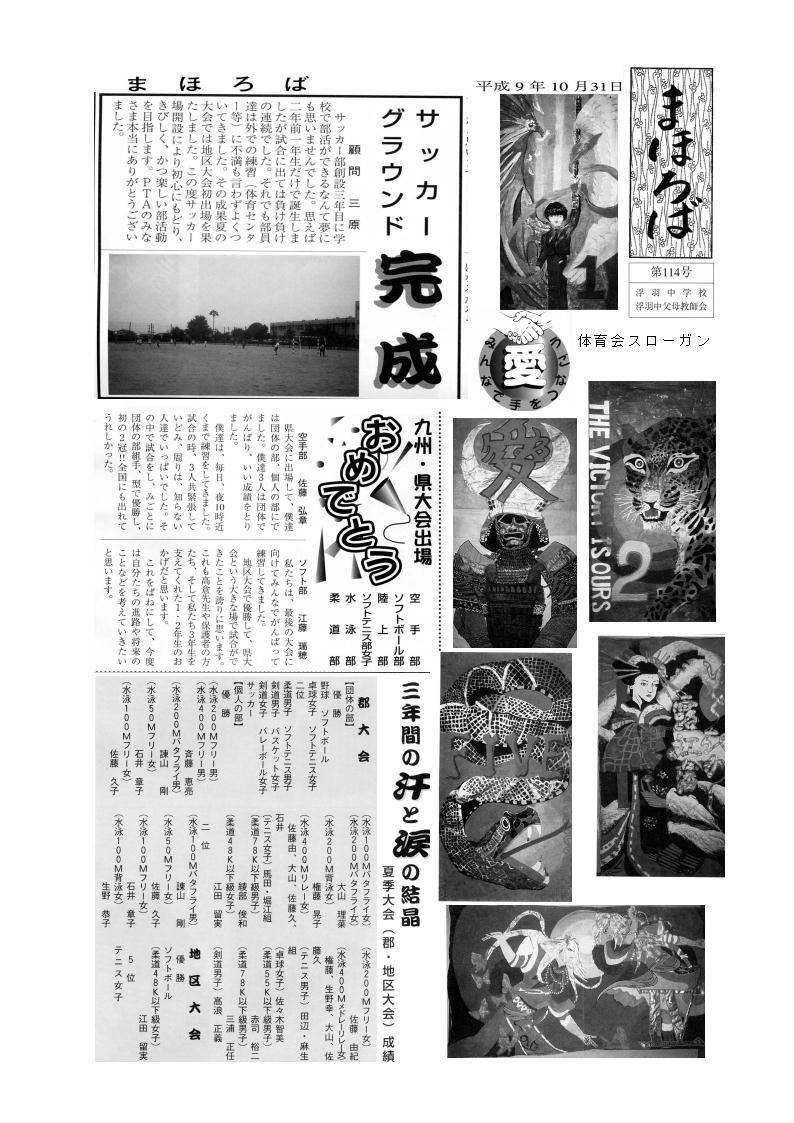 まほろば
平成9年10月31日
まほろば
第114号
浮羽中学校
浮羽中父母教師会
サッカー
グラウンド
完成
顧問 三原
サッカー部創設三年目に学
校で部活ができるなんて夢に
も思いませんでした。思えば
二年前一年生だけで誕生しま
したが試合に出ては負け負け
の連続でした。それでも部員
達は外での練習(体育センタ
ー等)に不満も言わずよくつ
いてきました。その成果夏の
大会では地区大会初出場を果
たしました。この度サッカー
場開設により初心にもどり、
きびしく、かつ楽しい部活動
を目指します。PTAのみな
さま本当にありがとうござい
ました。
体育会スローガン
愛
みんなで手をつなごう
1
THE VICTORY IS OURS
2
愛
LOVE
九州・県大会出場
おめでとう
空手部
ソフトボール部
陸上部
ソフトテニス部女子
水泳部
柔道部
空手部 佐藤 弘章
県大会に出場して、僕達
は団体の部、個人の部にで
ました。僕達3人は団体で
がんばり、いい成績をとり
ました。
僕達は、毎日、夜10時近
くまで練習をしてきました。
試合の時、3人共緊張して
いどみ、周りは、知らない
人達でいっぱいでした。そ
の中で試合をし、みごとに
団体の部組手、型で優勝し、
初の2冠!!全国にも出れて
うれしかった。
ソフト部 江藤 瑞穂
私たちは、最後の大会に
向けてみんなでがんばって
練習してきました。
地区大会で優勝して、県大
会という大きな場で試合がで
きたことを誇りに思います。
これも高倉先生や保護者の方
たち、そして私たち3年生を
支えてくれた1・2年生のお
かげだと思います。
これをばねにして、今度
は自分たちの進路や将来の
ことなどを考えていきたい
と思います。
三年間の汗と涙の結晶
夏季大会(郡・地区大会)成績
郡大会
【団体の部】
優勝
野球 ソフトボール
卓球女子 ソフトテニス女子
二位
柔道男子 ソフトテニス男子
剣道男子 バスケット女子
剣道女子 バレーボール女子
サッカー
【個人の部】
優勝
(水泳200Mフリー男)
(水泳400Mフリー男)
斉藤 恵亮
(水泳200Mバタフライ男)
諫山 剛
(水泳50Mフリー女)
石井 章子
(水泳100Mフリー女)
佐藤 久子
(水泳100Mバタフライ女)
(水泳200Mバタフライ女)
大山 理菜
(水泳200M背泳女)
権藤 晃子
(水泳400Mリレー女)
佐藤由、大山、佐藤久、
石井
(テニス女子)馬田・堀江組
(柔道78K以下級男子)
綾部 俊和
(柔道48K以下級女子)
江田 留実
二位
(水泳100Mバタフライ男)
諫山 剛
(水泳50Mフリー女)
佐藤 久子
(水泳100Mフリー女)
石井 章子
(水泳100M背泳女)
生野 恭子
(水泳200Mフリー女)
佐藤 由紀
(水泳400Mメドレーリレー女)
権藤、生野幸、大山、佐
藤久
(テニス男子)田辺・麻生
組
(卓球女子)佐々木智美
(柔道55K以下級男子)
赤司 裕二
(柔道78K以下級男子)
三浦 正任
(剣道男子)高浪 正義
地区大会
優勝
ソフトボール
(柔道48K以下級女子)
江田 留実
5位
テニス女子